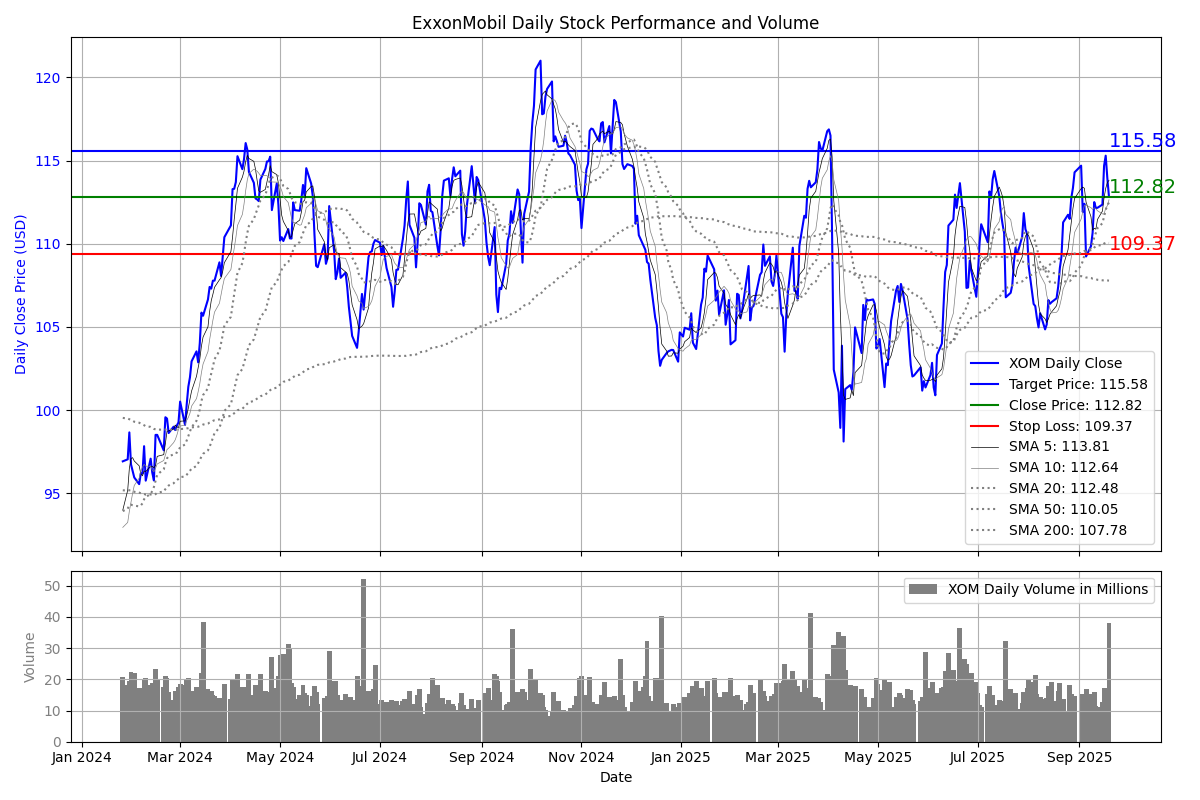 ExxonMobil Daily Stock Performance and Volume
Daily Close Price (USD)
120
115
110
105
100
95
115.58
112.82
109.37
XOM Daily Close
Target Price: 115.58
Close Price: 112.82
Stop Loss: 109.37
SMA 5: 113.81
SMA 10: 112.64
SMA 20: 112.48
SMA 50: 110.05
SMA 200: 107.78
Volume
50
40
30
20
10
0
XOM Daily Volume in Millions
Jan 2024 Mar 2024 May 2024 Jul 2024 Sep 2024 Nov 2024 Jan 2025 Mar 2025 May 2025 Jul 2025 Sep 2025
Date